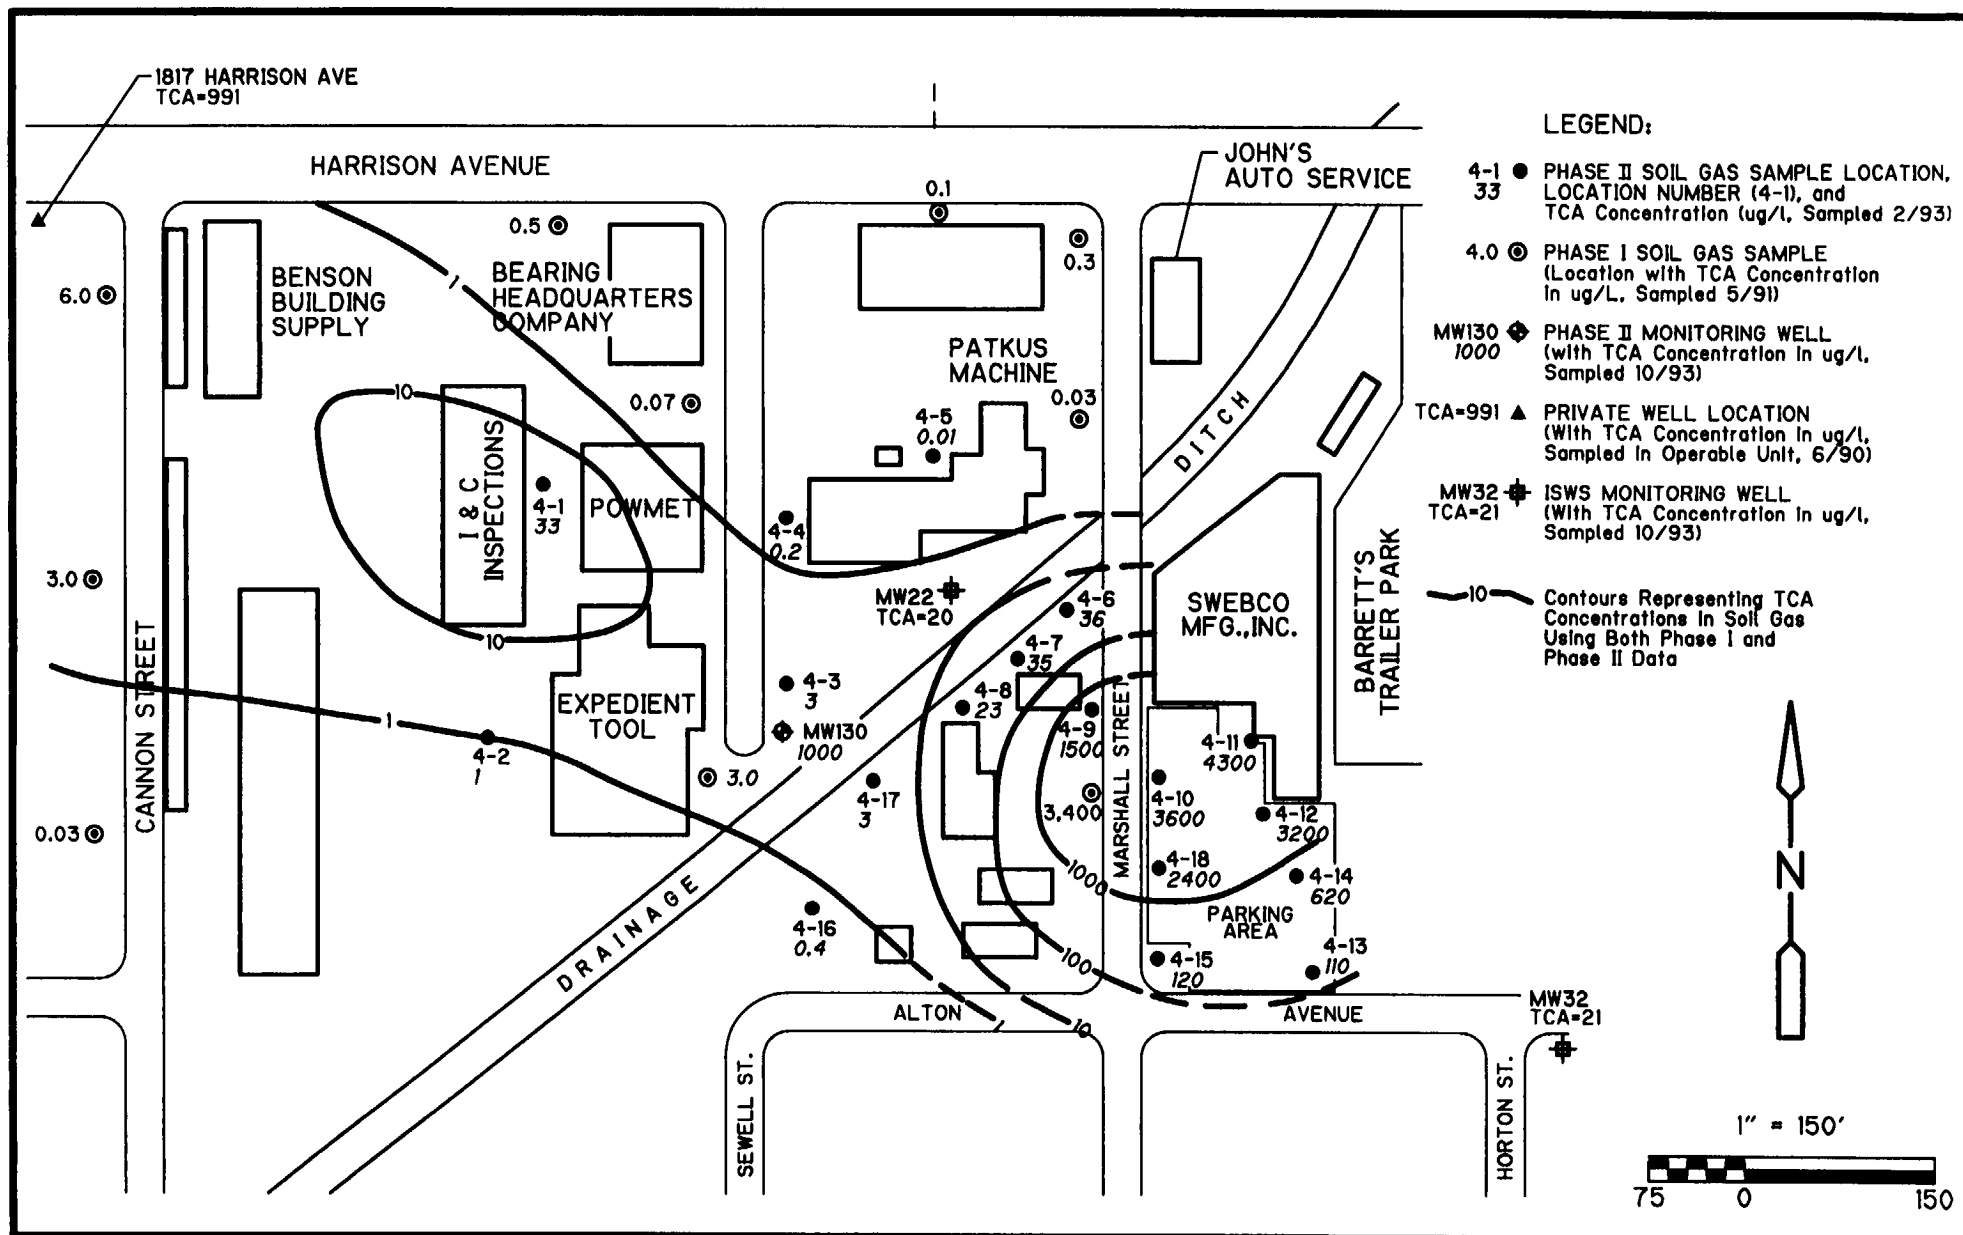 1817 HARRISON AVE
TCA=991
HARRISON AVENUE
JOHN'S
AUTO SERVICE
0.1
0.5
0.3
6.0
BENSON
BUILDING
SUPPLY
BEARING
HEADQUARTERS
COMPANY
1
PATKUS
MACHINE
10
0.07
0.03
4-5
0.01
DITCH
I & C
INSPECTIONS
4-1
33
POWMET
4-4
0.2
3.0
MW22
TCA=20
4-6
36
SWEBCO
MFG.,INC.
BARRETT'S
TRAILER PARK
10
4-7
35
CANNON STREET
4-3
3
4-8
23
EXPEDIENT
TOOL
1
4-2
1
MW130
1000
4-9
1500
MARSHALL STREET
4-11
4300
3.0
4-17
3
3,400
4-10
3600
4-12
3200
0.03
1000
4-18
2400
4-14
620
DRAINAGE
4-16
0.4
PARKING
AREA
100
4-15
120
4-13
110
ALTON
AVENUE
1
10
MW32
TCA=21
SEWELL ST.
HORTON ST.
LEGEND:
4-1
33
PHASE II SOIL GAS SAMPLE LOCATION,
LOCATION NUMBER (4-1), and
TCA Concentration (ug/l, Sampled 2/93)
4.0
PHASE I SOIL GAS SAMPLE
(Location with TCA Concentration
in ug/L, Sampled 5/91)
MW130
1000
PHASE II MONITORING WELL
(with TCA Concentration in ug/l,
Sampled 10/93)
TCA=991
PRIVATE WELL LOCATION
(With TCA Concentration in ug/l,
Sampled in Operable Unit, 6/90)
MW32
TCA=21
ISWS MONITORING WELL
(With TCA Concentration in ug/l,
Sampled 10/93)
10
Contours Representing TCA
Concentrations in Soil Gas
Using Both Phase I and
Phase II Data
N
1" = 150'
75 0 150